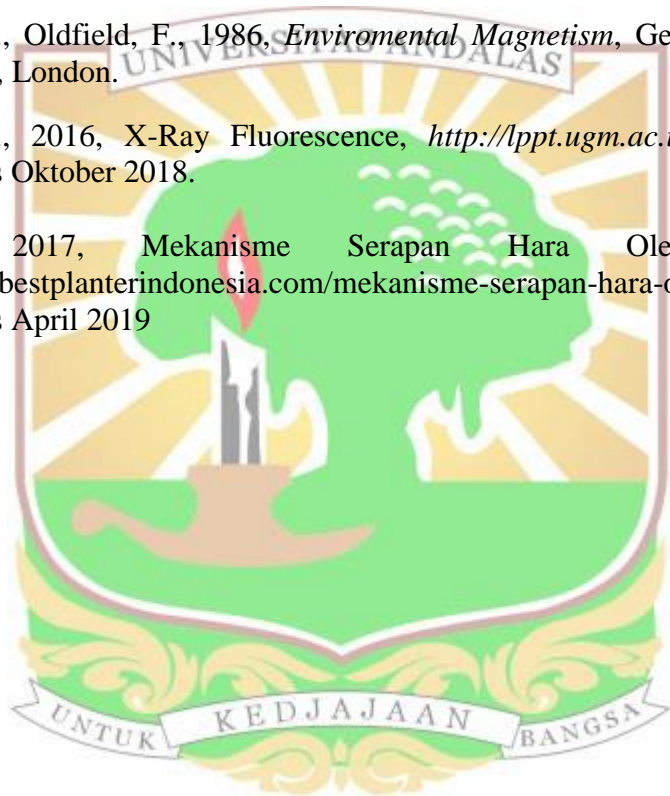 ., Oldfield, F., 1986, Enviromental Magnetism, Ge
UNIVERSITAS ANDALAS
, London.
., 2016, X-Ray Fluorescence, http://lppt.ugm.ac.i
s Oktober 2018.
2017, Mekanisme Serapan Hara Ole
bestplanterindonesia.com/mekanisme-serapan-hara-o
s April 2019
UNTUK KEDJAJAAN BANGSA